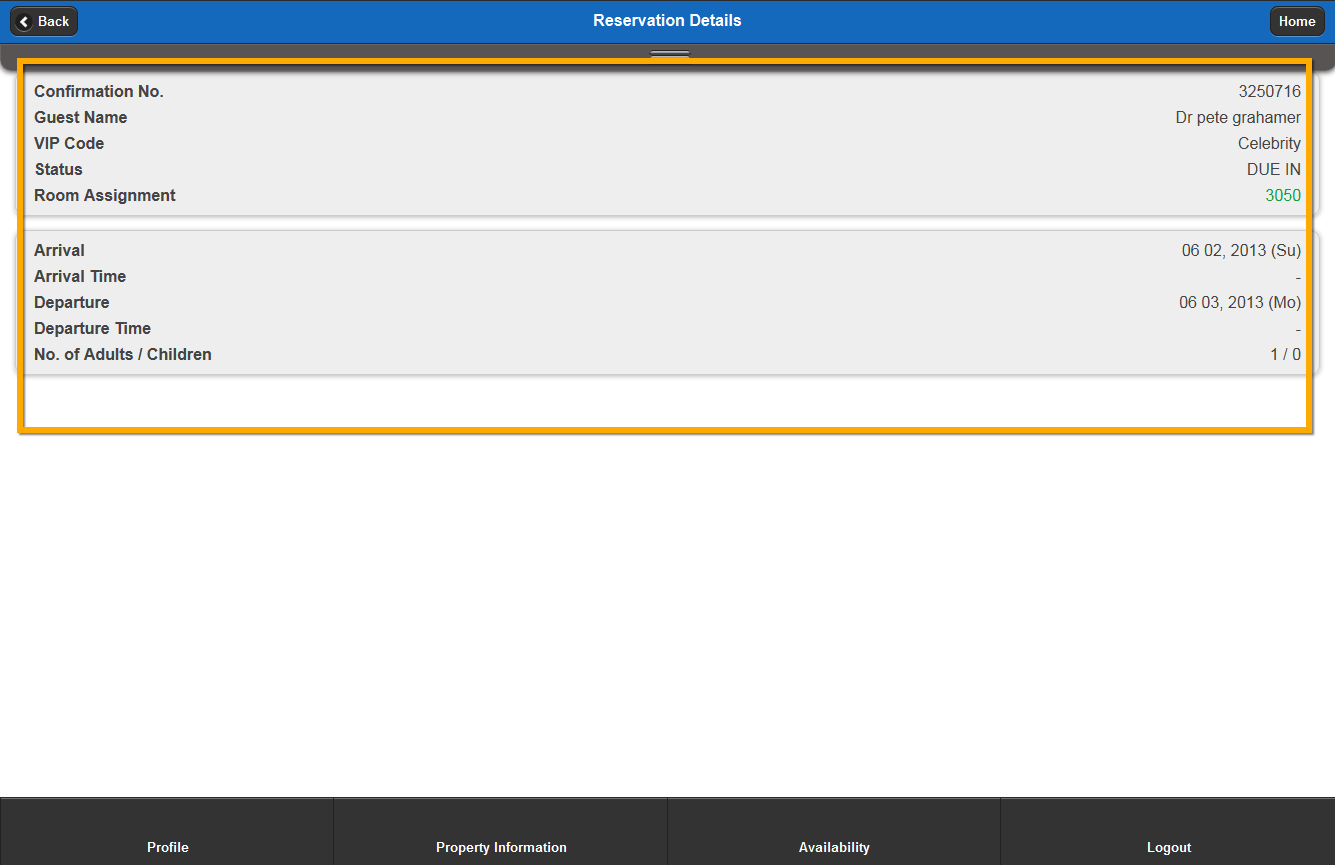 Back Reservation Details Home
Confirmation No. 3250716
Guest Name Dr pete grahamer
VIP Code Celebrity
Status DUE IN
Room Assignment 3050
Arrival 06 02, 2013 (Su)
Arrival Time -
Departure 06 03, 2013 (Mo)
Departure Time -
No. of Adults / Children 1 / 0
Profile Property Information Availability Logout